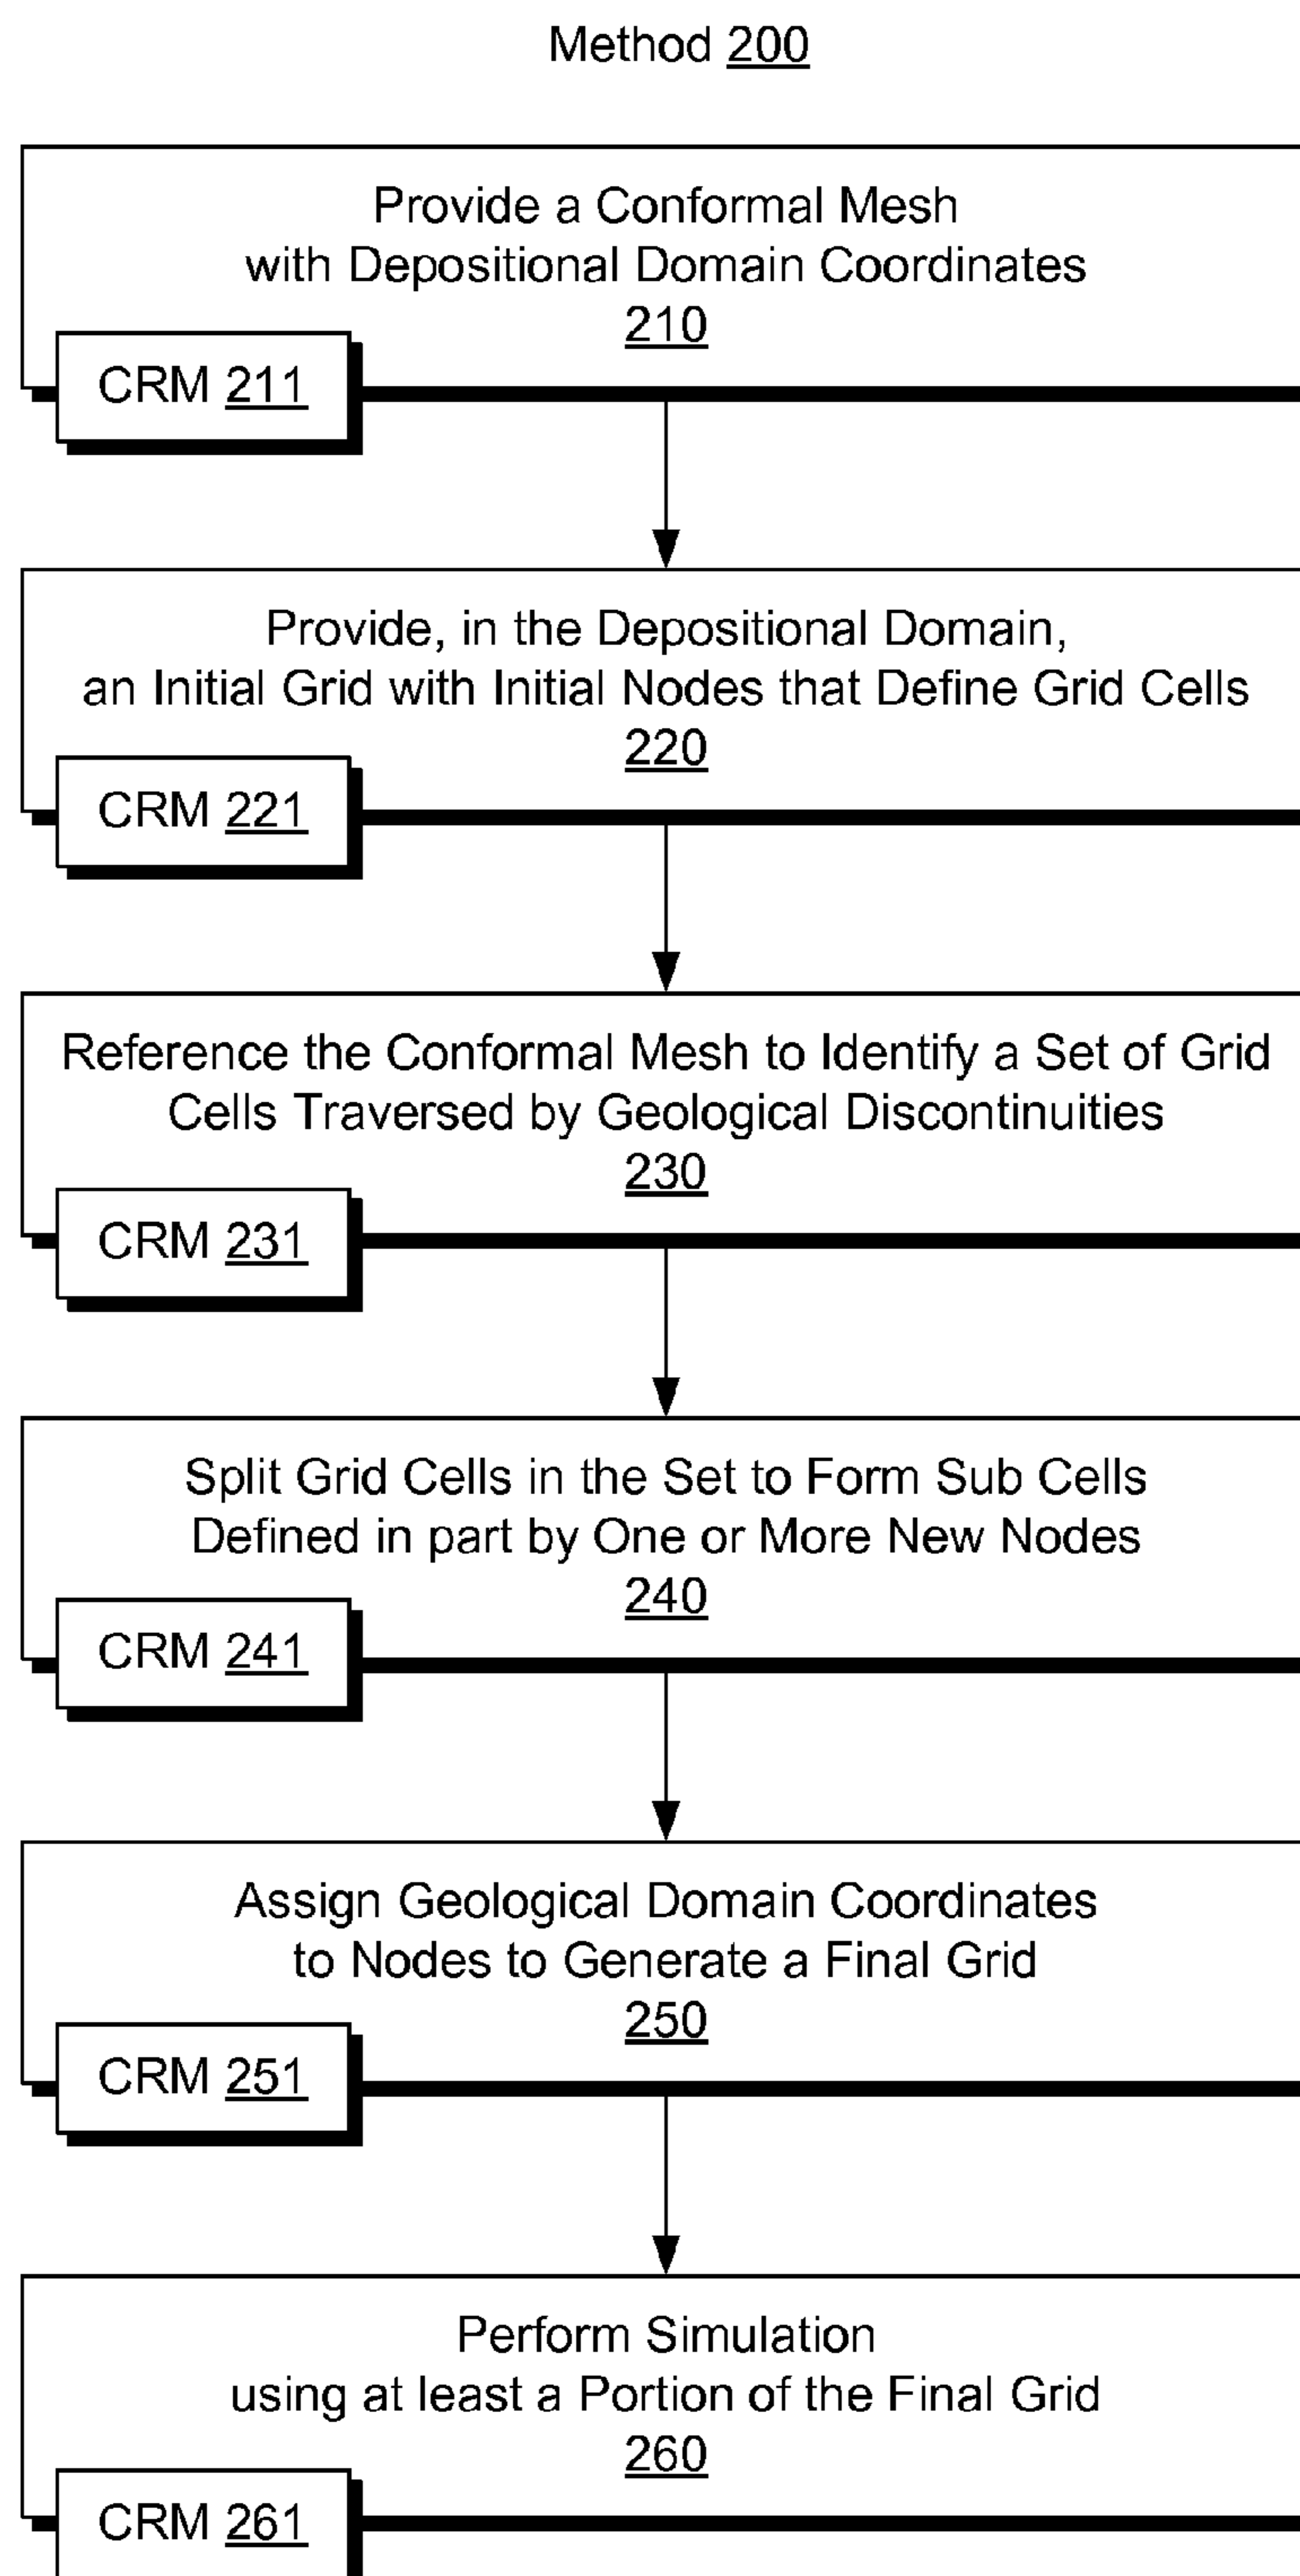 Method 200
Provide a Conformal Mesh
with Depositional Domain Coordinates
210
CRM 211
Provide, in the Depositional Domain,
an Initial Grid with Initial Nodes that Define Grid Cells
220
CRM 221
Reference the Conformal Mesh to Identify a Set of Grid
Cells Traversed by Geological Discontinuities
230
CRM 231
Split Grid Cells in the Set to Form Sub Cells
Defined in part by One or More New Nodes
240
CRM 241
Assign Geological Domain Coordinates
to Nodes to Generate a Final Grid
250
CRM 251
Perform Simulation
using at least a Portion of the Final Grid
260
CRM 261